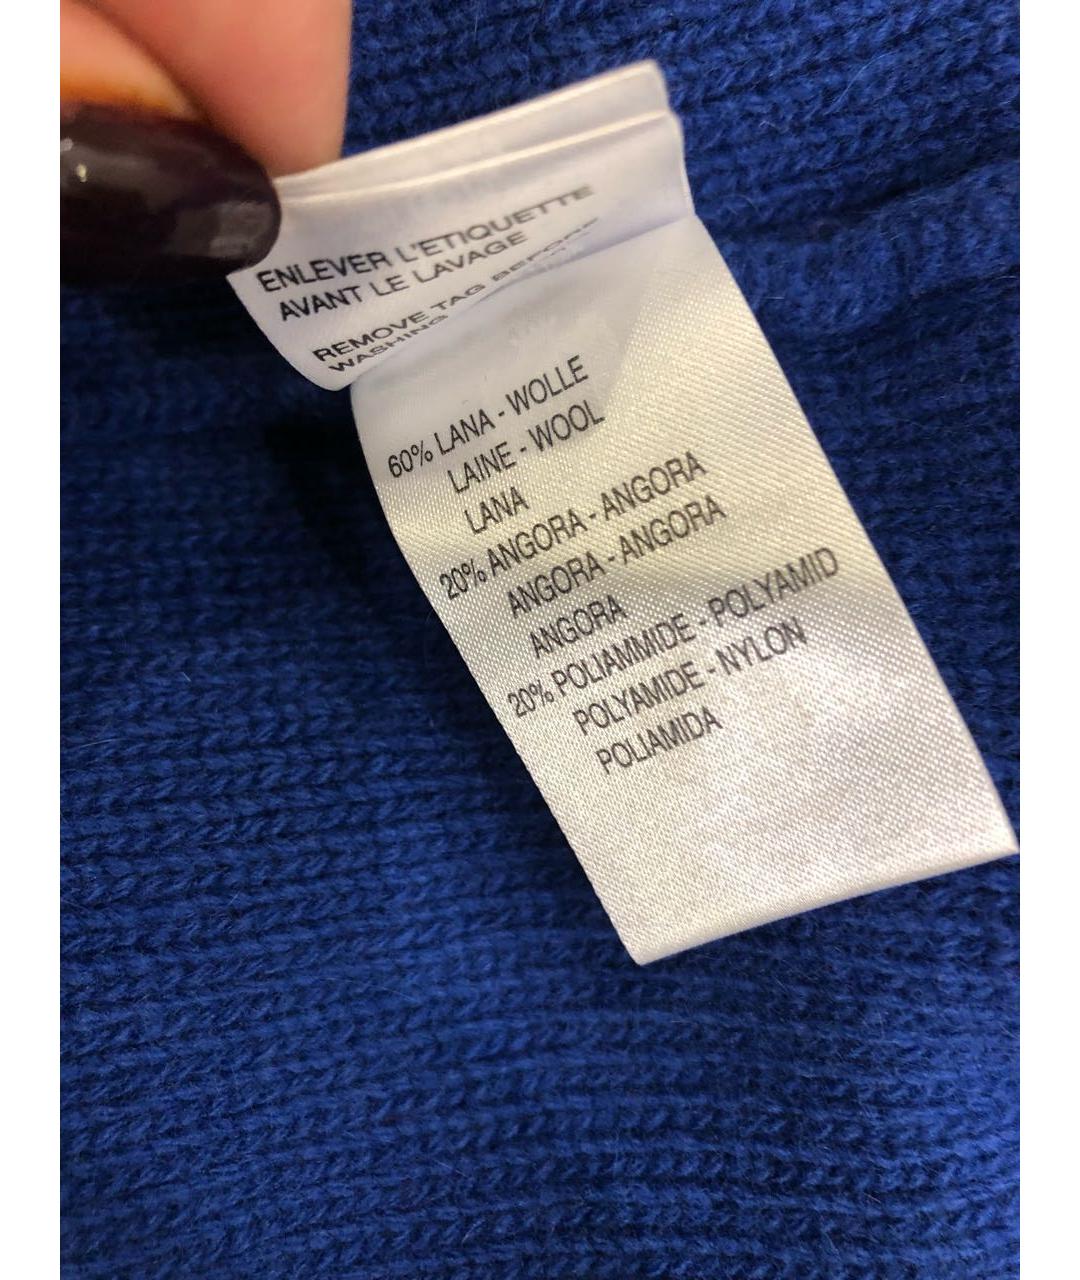 ENLEVER L'ETIQUETTE
AVANT LE LAVAGE
REMOVE TAG BEFORE
WASHING
60% LANA - WOLLE
LAINE - WOOL
LANA
20% ANGORA - ANGORA
ANGORA - ANGORA
ANGORA
20% POLIAMMIDE - POLYAMID
POLYAMIDE - NYLON
POLIAMIDA